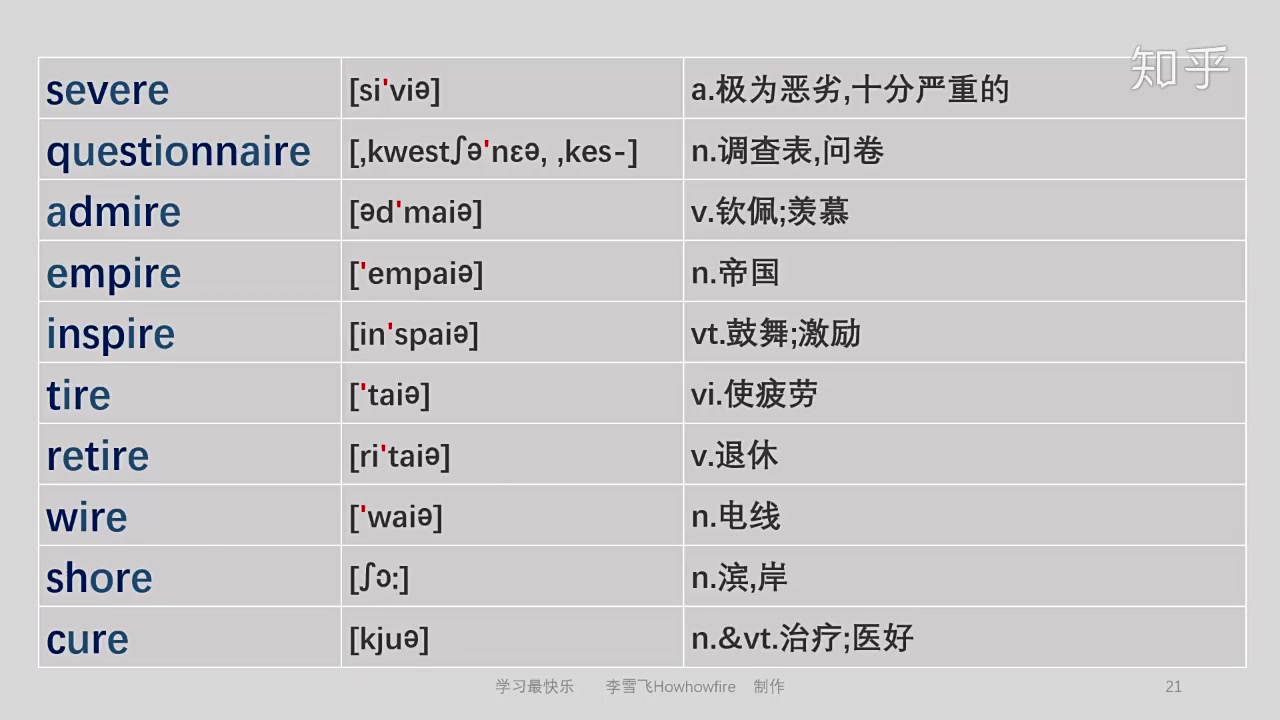 知乎
severe [si'viə] a.极为恶劣,十分严重的
questionnaire [,kwestʃə'nεə, ,kes-] n.调查表,问卷
admire [əd'maiə] v.钦佩;羡慕
empire ['empaiə] n.帝国
inspire [in'spaiə] vt.鼓舞;激励
tire ['taiə] vi.使疲劳
retire [ri'taiə] v.退休
wire ['waiə] n.电线
shore [ʃɔ:] n.滨,岸
cure [kjuə] n.&vt.治疗;医好
学习最快乐 李雪飞Howhowfire 制作 21